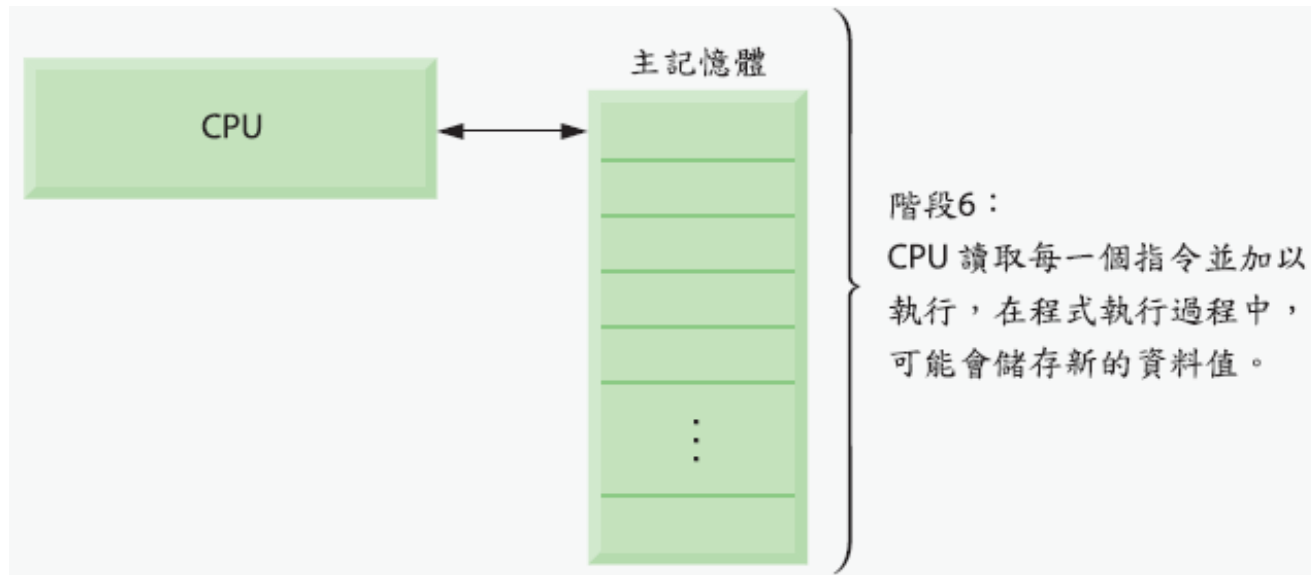 CPU
主記憶體
階段6：
CPU 讀取每一個指令並加以
執行，在程式執行過程中，
可能會儲存新的資料值。